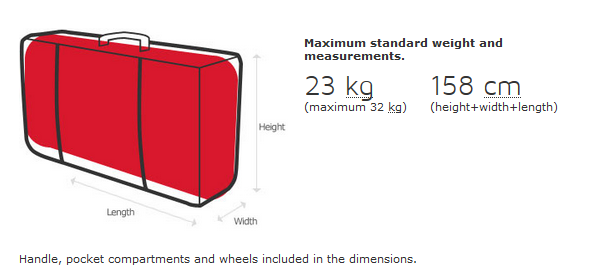 Maximum standard weight and
measurements.
23 kg
158 cm
(maximum 32 kg)
(height+width+length)
Height
Length
Width
Handle, pocket compartments and wheels included in the dimensions.